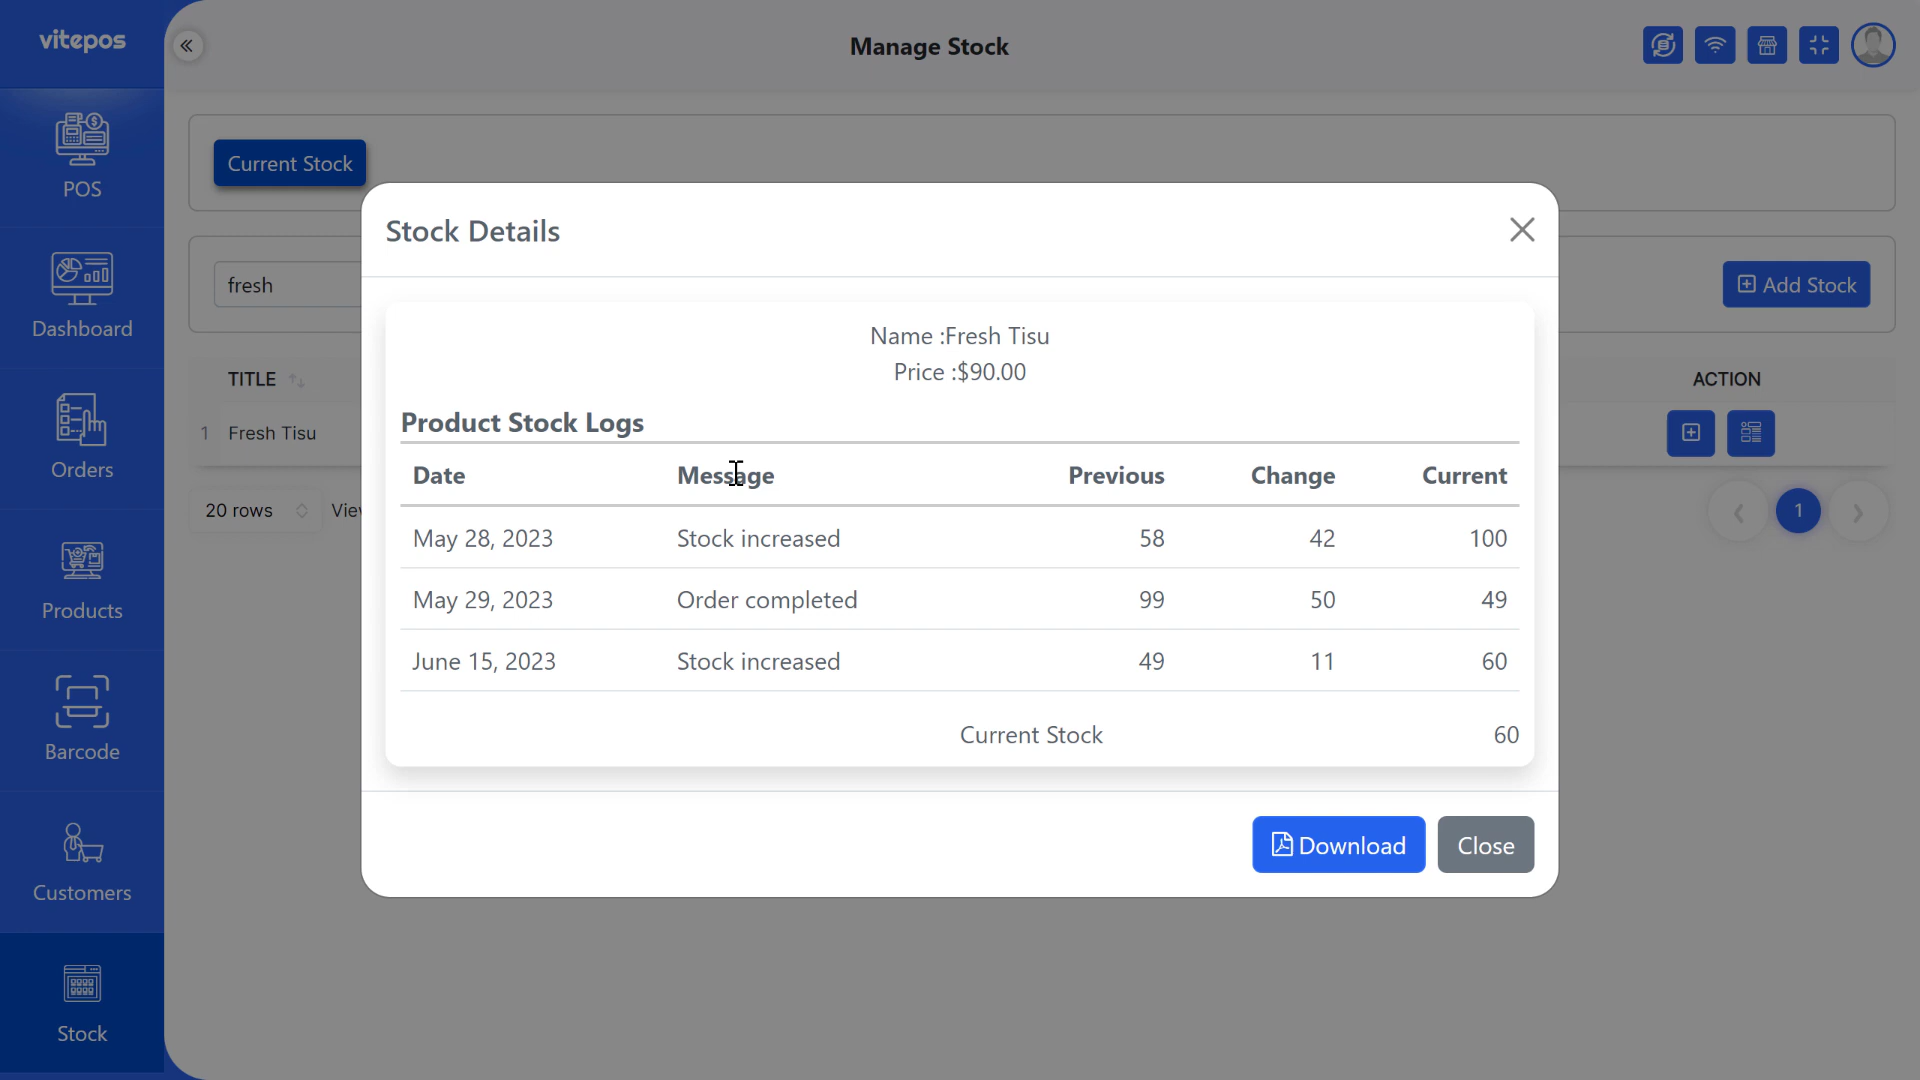 vitepos
Manage Stock
POS
Dashboard
Orders
Products
Barcode
Customers
Stock
Current Stock
fresh
Add Stock
TITLE
ACTION
1 Fresh Tisu
20 rows
1
Stock Details
Name :Fresh Tisu
Price :$90.00
Product Stock Logs
Date Message Previous Change Current
May 28, 2023 Stock increased 58 42 100
May 29, 2023 Order completed 99 50 49
June 15, 2023 Stock increased 49 11 60
Current Stock 60
Download Close